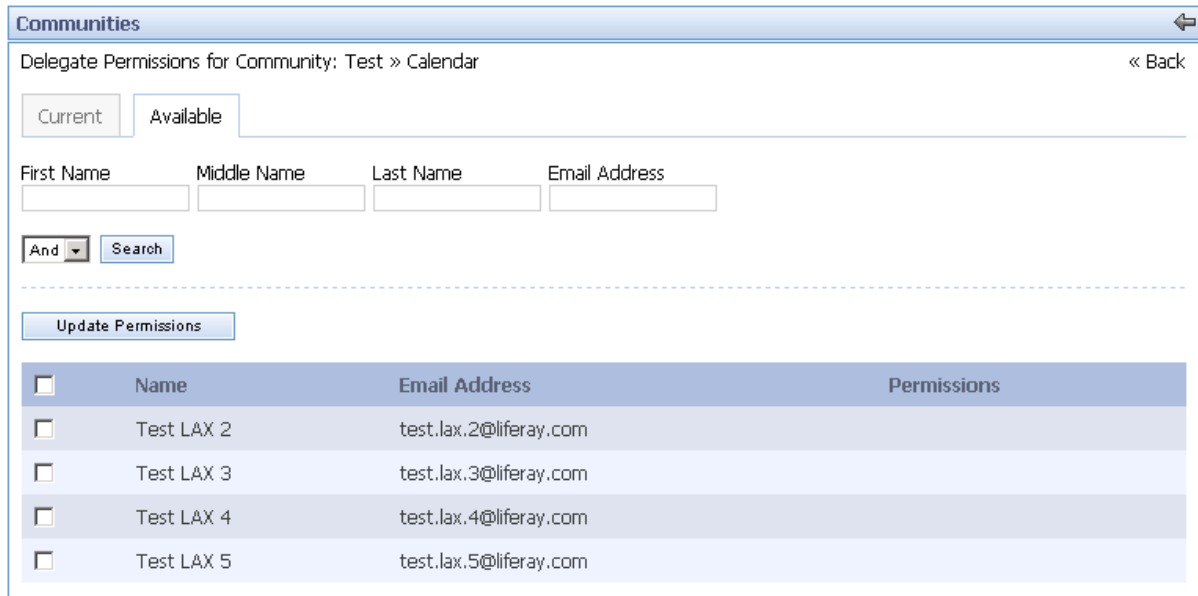 Communities
Delegate Permissions for Community: Test » Calendar « Back
Current Available
First Name Middle Name Last Name Email Address
And Search
Update Permissions
Name Email Address Permissions
Test LAX 2 test.lax.2@liferay.com
Test LAX 3 test.lax.3@liferay.com
Test LAX 4 test.lax.4@liferay.com
Test LAX 5 test.lax.5@liferay.com